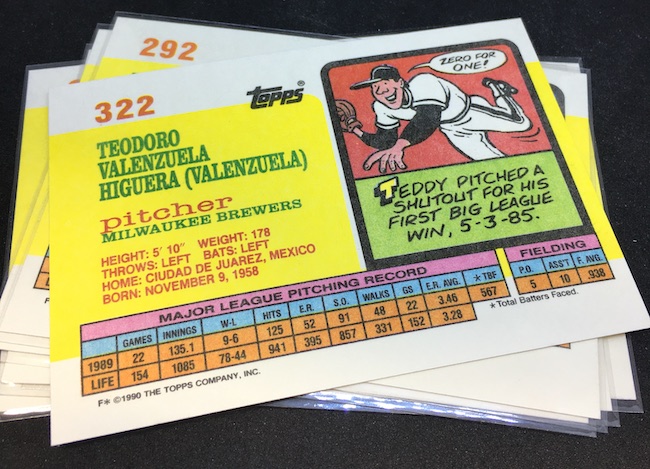 292
322
Topps®
TEODORO
VALENZUELA
HIGUERA (VALENZUELA)
pitcher
MILWAUKEE BREWERS
HEIGHT: 5' 10" WEIGHT: 178
THROWS: LEFT BATS: LEFT
HOME: CIUDAD DE JUAREZ, MEXICO
BORN: NOVEMBER 9, 1958
ZERO FOR
ONE!
TEDDY PITCHED A
SHUTOUT FOR HIS
FIRST BIG LEAGUE
WIN, 5-3-85.
MAJOR LEAGUE PITCHING RECORD
GAMES INNINGS W-L HITS E.R. S.O. WALKS GS E.R. AVG. *TBF
1989 22 135.1 9-6 125 52 91 48 22 3.46 567
LIFE 154 1085 78-44 941 395 857 331 152 3.28
FIELDING
P.O. ASS'T F. AVG.
5 10 .938
*Total Batters Faced.
F* ©1990 THE TOPPS COMPANY, INC.